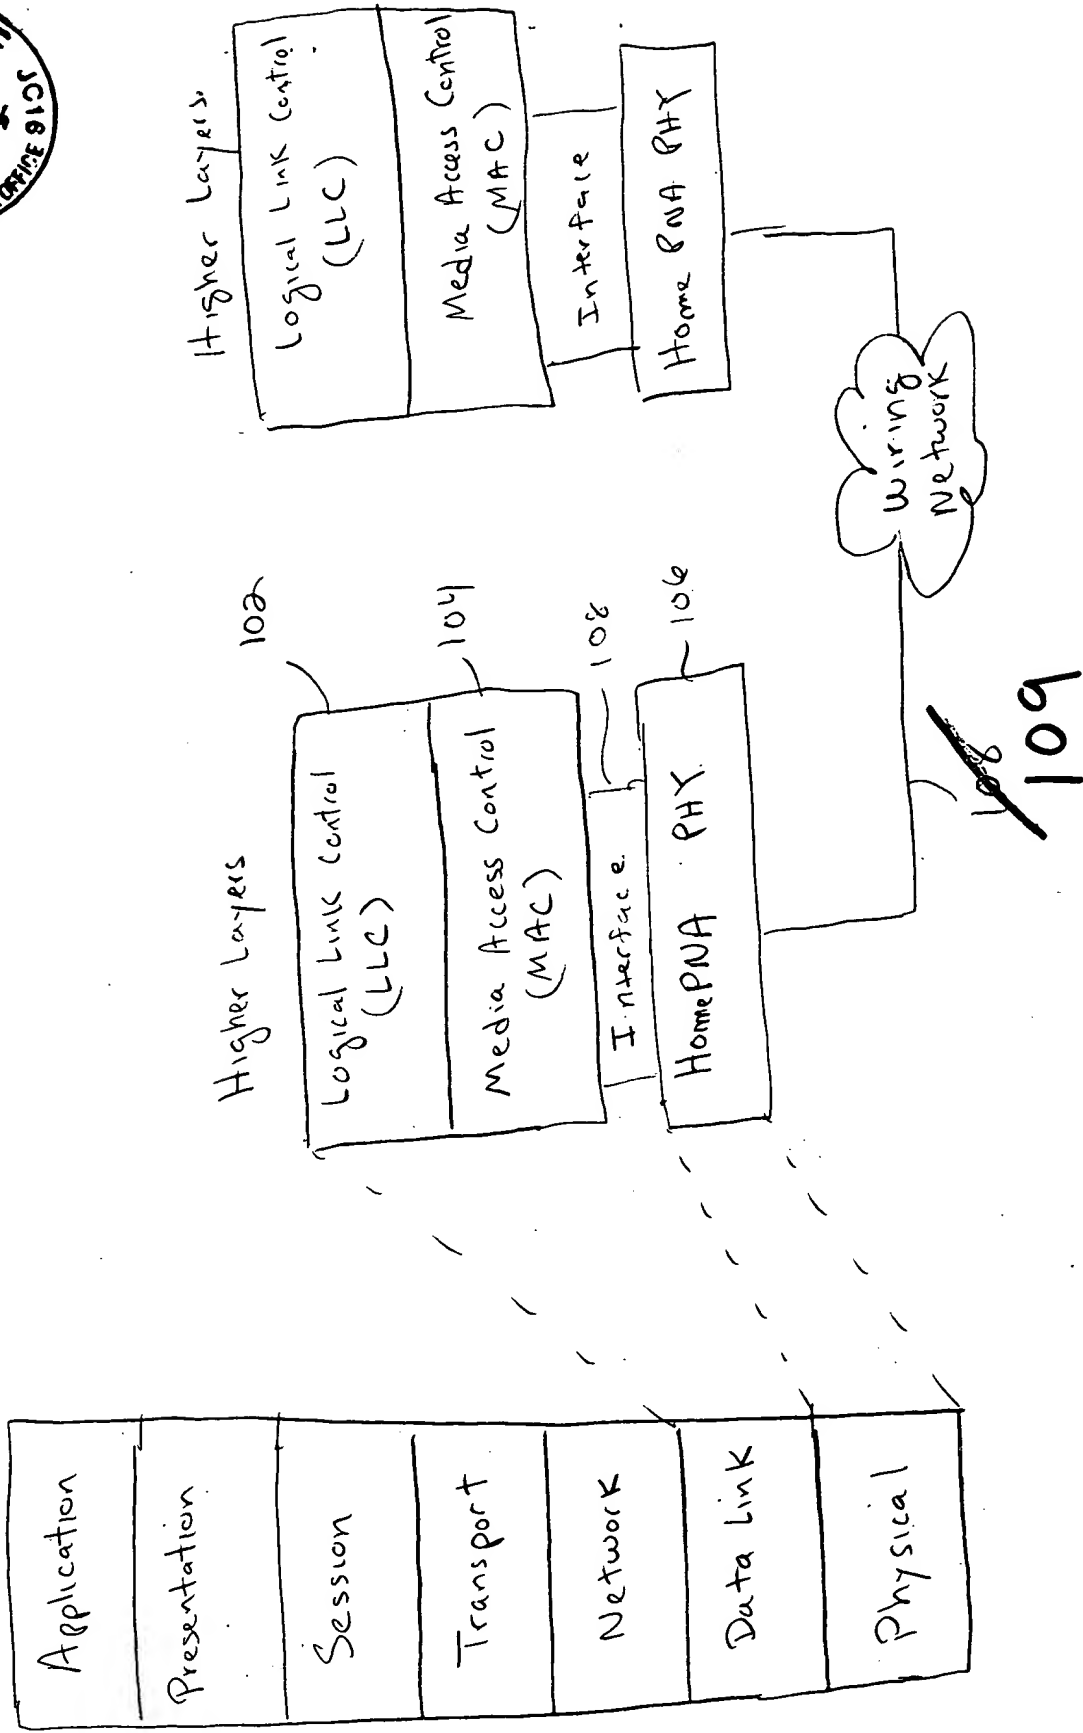 Application
Presentation
Session
Transport
Network
Data Link
Physical
Higher Layers
Logical Link Control
(LLC)
102
Media Access Control
(MAC)
104
Interface
108
HomePNA PHY
106
109
Higher Layers
Logical Link Control
(LLC)
Media Access Control
(MAC)
Interface
Home PNA PHY
Wiring
Network
JC18
OFFICE